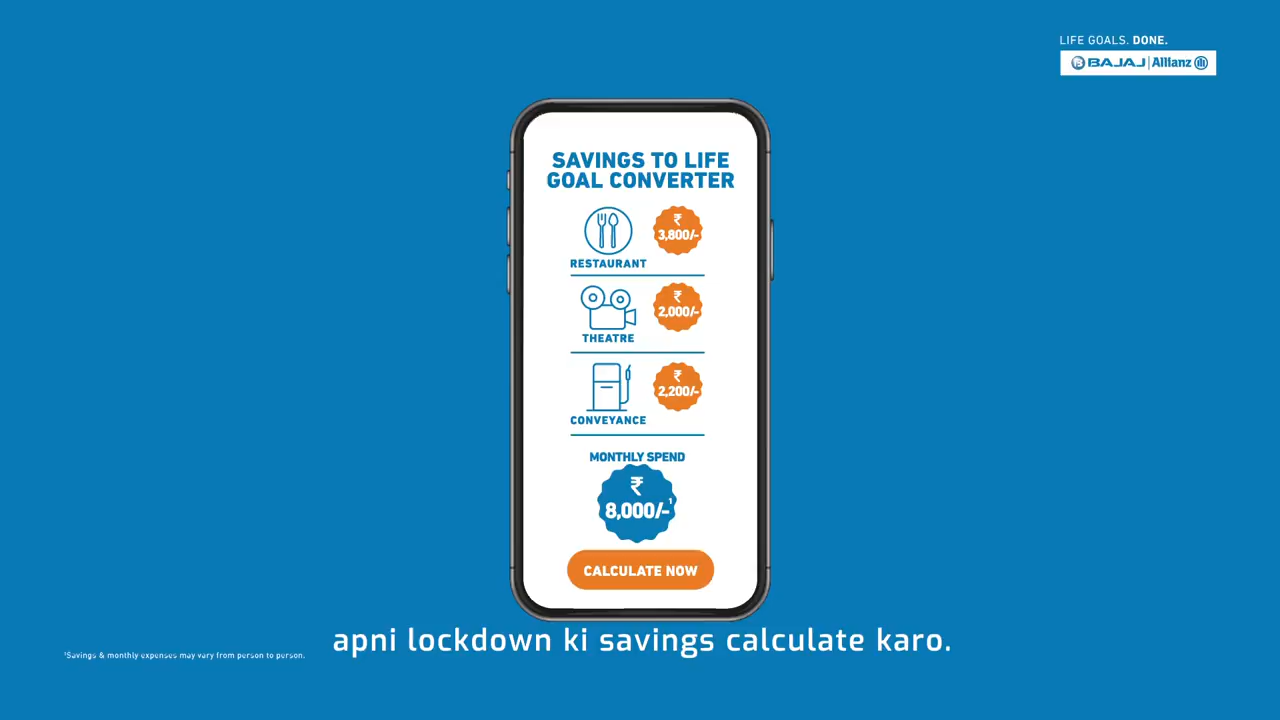 LIFE GOALS. DONE.
BAJAJ | Allianz
SAVINGS TO LIFE
GOAL CONVERTER
₹
3,800/-
RESTAURANT
₹
2,000/-
THEATRE
₹
2,200/-
CONVEYANCE
MONTHLY SPEND
₹
8,000/-¹
CALCULATE NOW
apni lockdown ki savings calculate karo.
¹Savings & monthly expenses may vary from person to person.